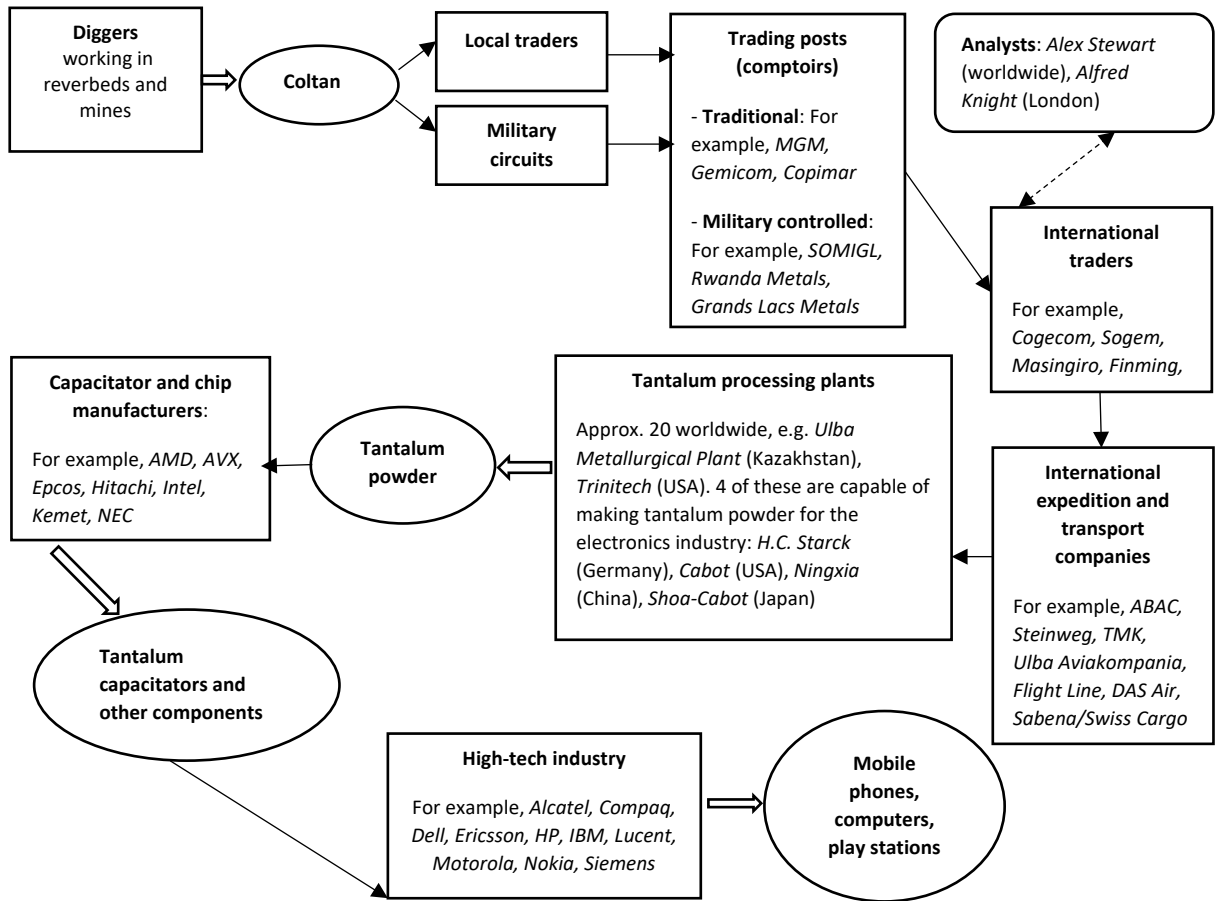 Diggers
working in
reverbeds and
mines
Coltan
Local traders
Military
circuits
Trading posts
(comptoirs)
- Traditional: For
example, MGM,
Gemicom, Copimar
- Military controlled:
For example, SOMIGL,
Rwanda Metals,
Grands Lacs Metals
Analysts: Alex Stewart
(worldwide), Alfred
Knight (London)
International
traders
For example,
Cogecom, Sogem,
Masingiro, Finming,
International
expedition and
transport
companies
For example, ABAC,
Steinweg, TMK,
Ulba Aviakompania,
Flight Line, DAS Air,
Sabena/Swiss Cargo
Tantalum processing plants
Approx. 20 worldwide, e.g. Ulba
Metallurgical Plant (Kazakhstan),
Trinitech (USA). 4 of these are capable of
making tantalum powder for the
electronics industry: H.C. Starck
(Germany), Cabot (USA), Ningxia
(China), Shoa-Cabot (Japan)
Tantalum
powder
Capacitator and chip
manufacturers:
For example, AMD, AVX,
Epcos, Hitachi, Intel,
Kemet, NEC
Tantalum
capacitators and
other components
High-tech industry
For example, Alcatel, Compaq,
Dell, Ericsson, HP, IBM, Lucent,
Motorola, Nokia, Siemens
Mobile
phones,
computers,
play stations